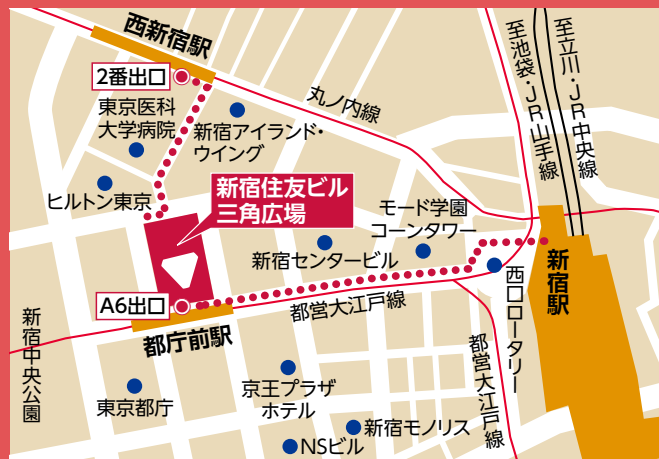 西新宿駅
2番出口
東京医科
大学病院
新宿アイランド・
ウイング
丸ノ内線
至池袋・JR山手線
至立川・JR中央線
ヒルトン東京
新宿住友ビル
三角広場
モード学園
コーンタワー
新宿センタービル
新宿駅
A6出口
都営大江戸線
西口ロータリー
都庁前駅
新宿中央公園
都営大江戸線
東京都庁
京王プラザ
ホテル
新宿モノリス
NSビル